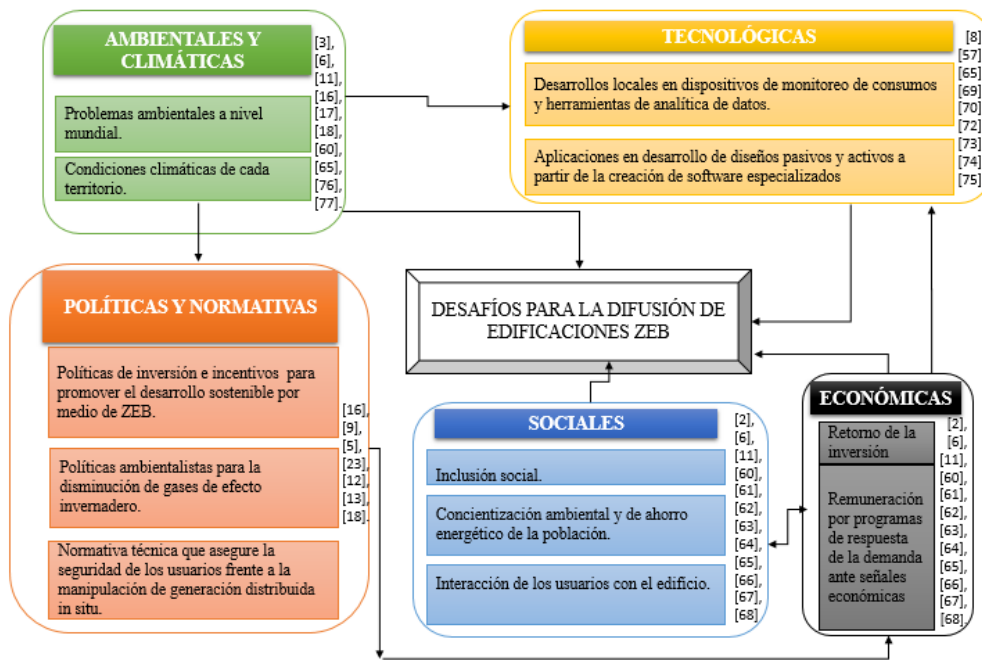 AMBIENTALES Y
CLIMÁTICAS
Problemas ambientales a nivel
mundial.
Condiciones climáticas de cada
territorio.
[3],
[6],
[11],
[16],
[17],
[18],
[60],
[65],
[76],
[77].
TECNOLÓGICAS
Desarrollos locales en dispositivos de monitoreo de consumos
y herramientas de analítica de datos.
Aplicaciones en desarrollo de diseños pasivos y activos a
partir de la creación de software especializados
[8]
[57]
[65]
[69]
[70]
[72]
[73]
[74]
[75]
POLÍTICAS Y NORMATIVAS
Políticas de inversión e incentivos para
promover el desarrollo sostenible por
medio de ZEB.
Políticas ambientalistas para la
disminución de gases de efecto
invernadero.
Normativa técnica que asegure la
seguridad de los usuarios frente a la
manipulación de generación distribuida
in situ.
[16],
[9],
[5],
[23],
[12],
[13],
[18].
DESAFÍOS PARA LA DIFUSIÓN DE
EDIFICACIONES ZEB
SOCIALES
Inclusión social.
Concientización ambiental y de ahorro
energético de la población.
Interacción de los usuarios con el edificio.
[2],
[6],
[11],
[60],
[61],
[62],
[63],
[64],
[65],
[66],
[67],
[68]
ECONÓMICAS
Retorno de la
inversión
Remuneración
por programas
de respuesta
de la demanda
ante señales
económicas
[2],
[6],
[11],
[60],
[61],
[62],
[63],
[64],
[65],
[66],
[67],
[68].